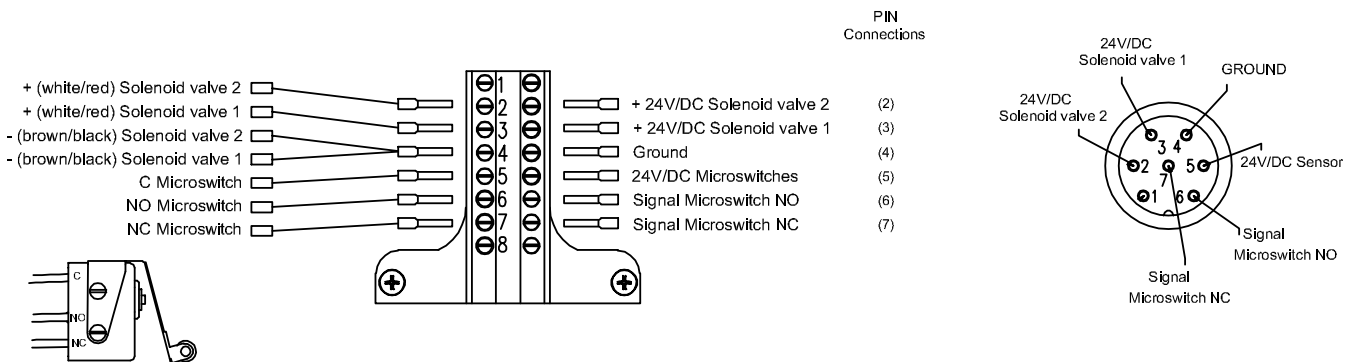 PIN
Connections
+ (white/red) Solenoid valve 2
+ (white/red) Solenoid valve 1
- (brown/black) Solenoid valve 2
- (brown/black) Solenoid valve 1
C Microswitch
NO Microswitch
NC Microswitch
1
2
3
4
5
6
7
8
+ 24V/DC Solenoid valve 2 (2)
+ 24V/DC Solenoid valve 1 (3)
Ground (4)
24V/DC Microswitches (5)
Signal Microswitch NO (6)
Signal Microswitch NC (7)
24V/DC
Solenoid valve 1
GROUND
24V/DC
Solenoid valve 2
3 4
2 5
7
1 6
24V/DC Sensor
Signal
Microswitch NO
Signal
Microswitch NC
C
NO
NC